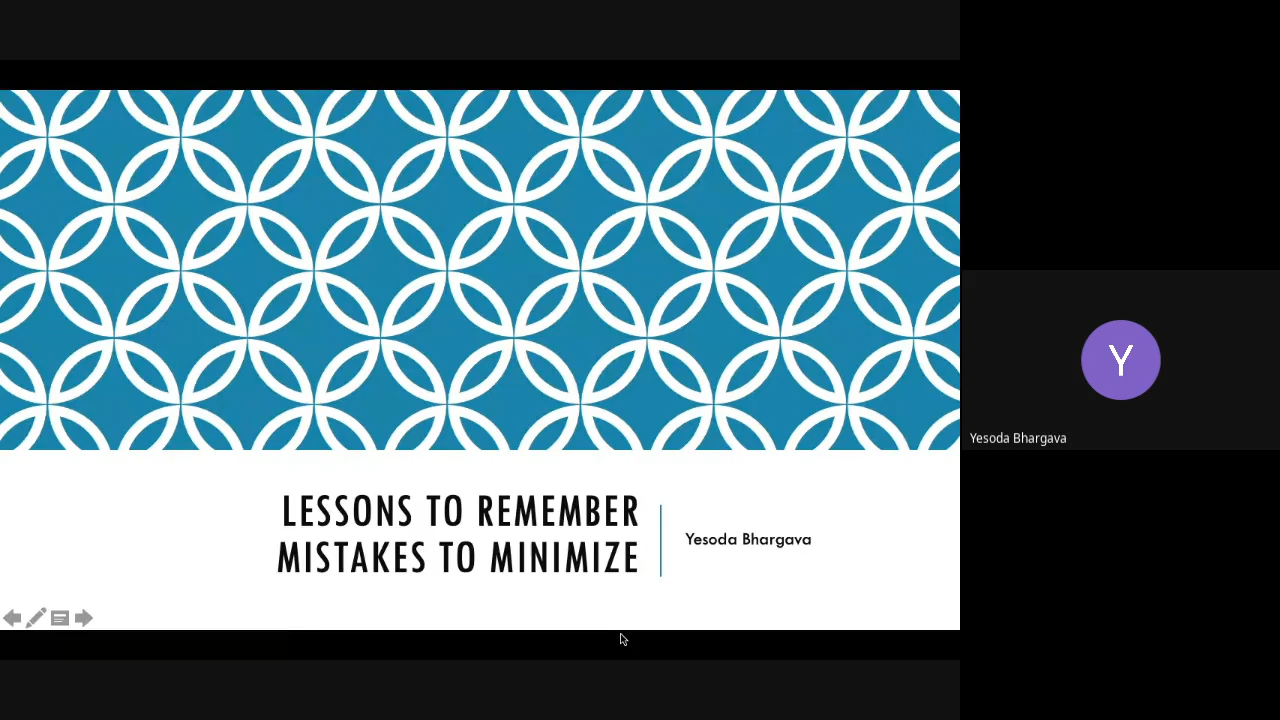 LESSONS TO REMEMBER
MISTAKES TO MINIMIZE
Yesoda Bhargava
Y
Yesoda Bhargava